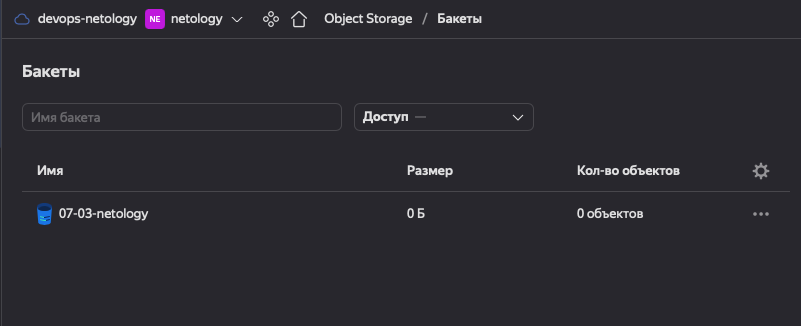 devops-netology NE netology Object Storage / Бакеты
Бакеты
Имя бакета Доступ —
Имя Размер Кол-во объектов
07-03-netology 0 Б 0 объектов